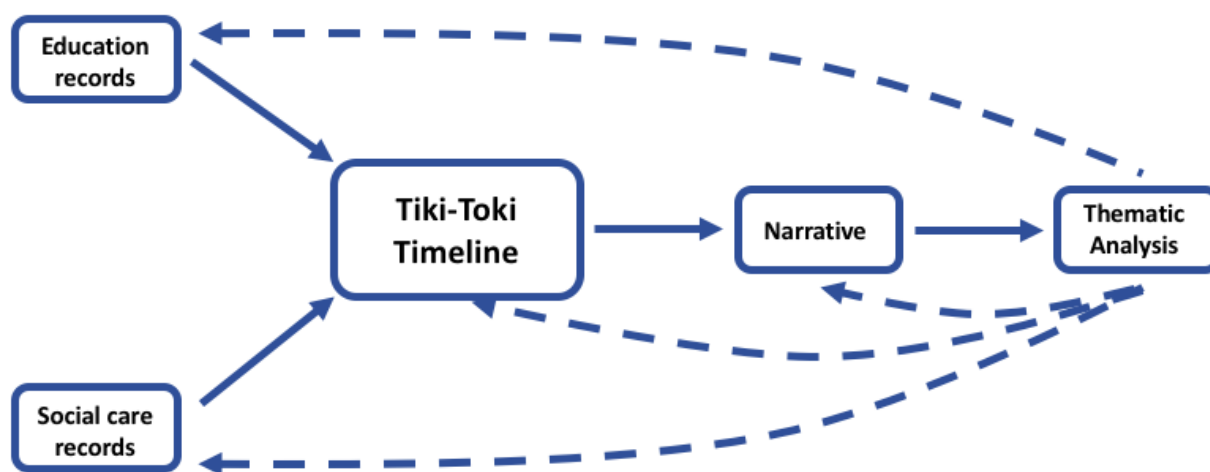 Education
records
Tiki-Toki
Timeline
Narrative
Thematic
Analysis
Social care
records